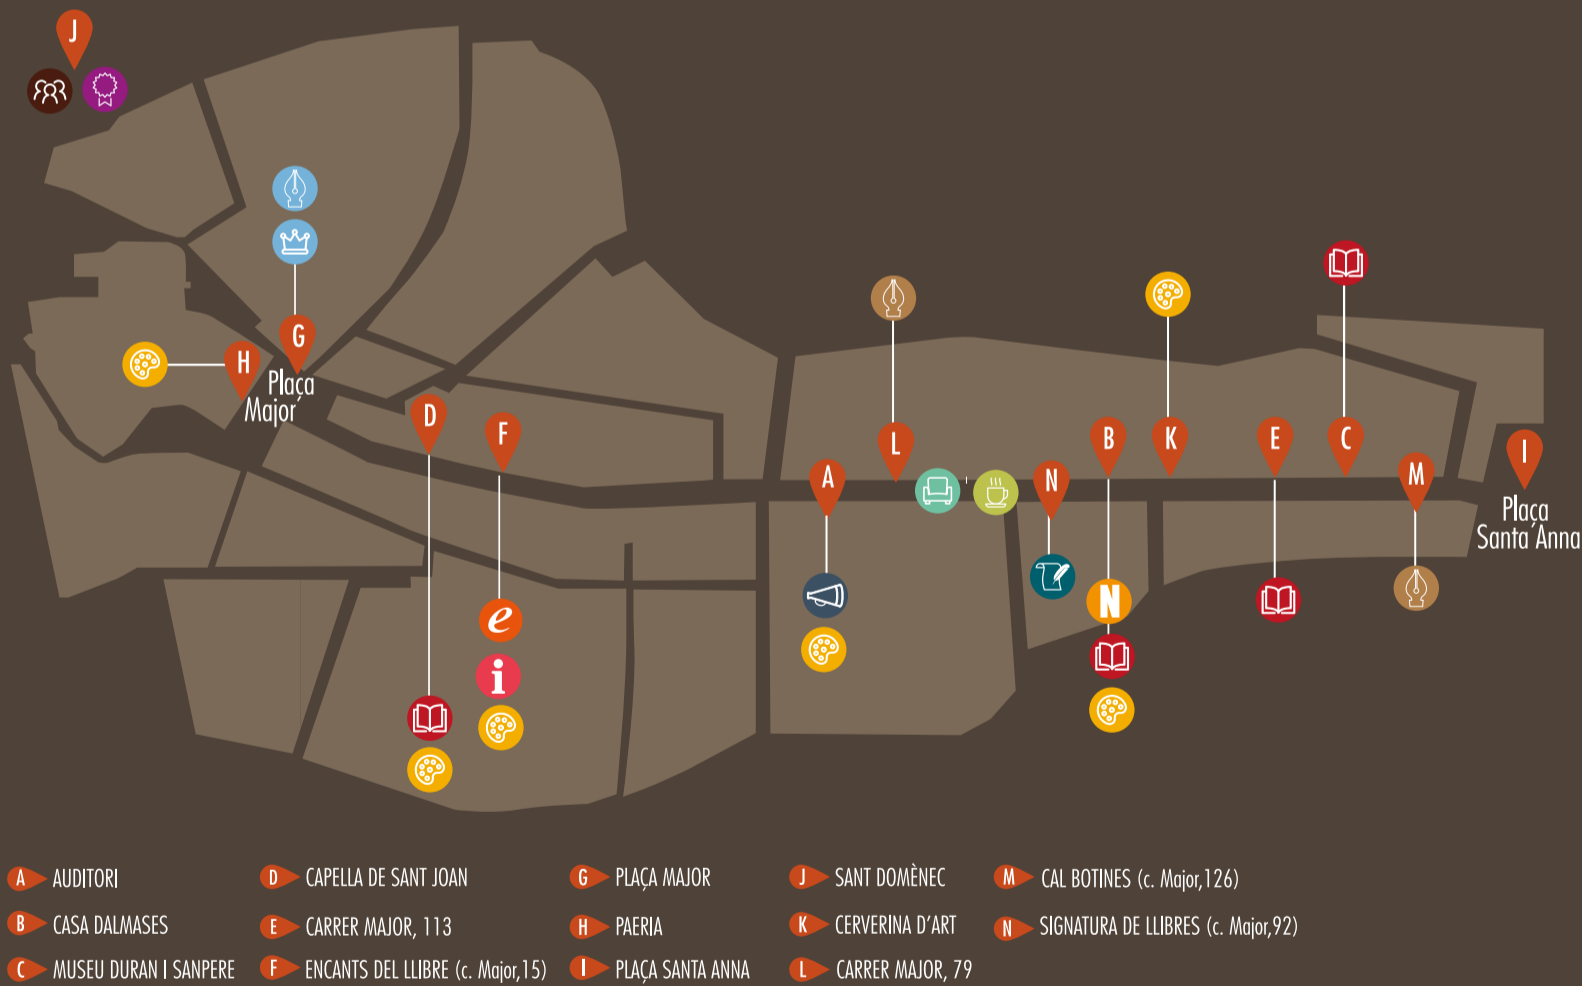 J
G
H
Plaça
Major
D
F
L
A
N
B
K
E
C
M
I
Plaça
Santa Anna
e
i
N
A AUDITORI
B CASA DALMASES
C MUSEU DURAN I SANPERE
D CAPELLA DE SANT JOAN
E CARRER MAJOR, 113
F ENCANTS DEL LLIBRE (c. Major,15)
G PLAÇA MAJOR
H PAERIA
I PLAÇA SANTA ANNA
J SANT DOMÈNEC
K CERVERINA D'ART
L CARRER MAJOR, 79
M CAL BOTINES (c. Major,126)
N SIGNATURA DE LLIBRES (c. Major,92)